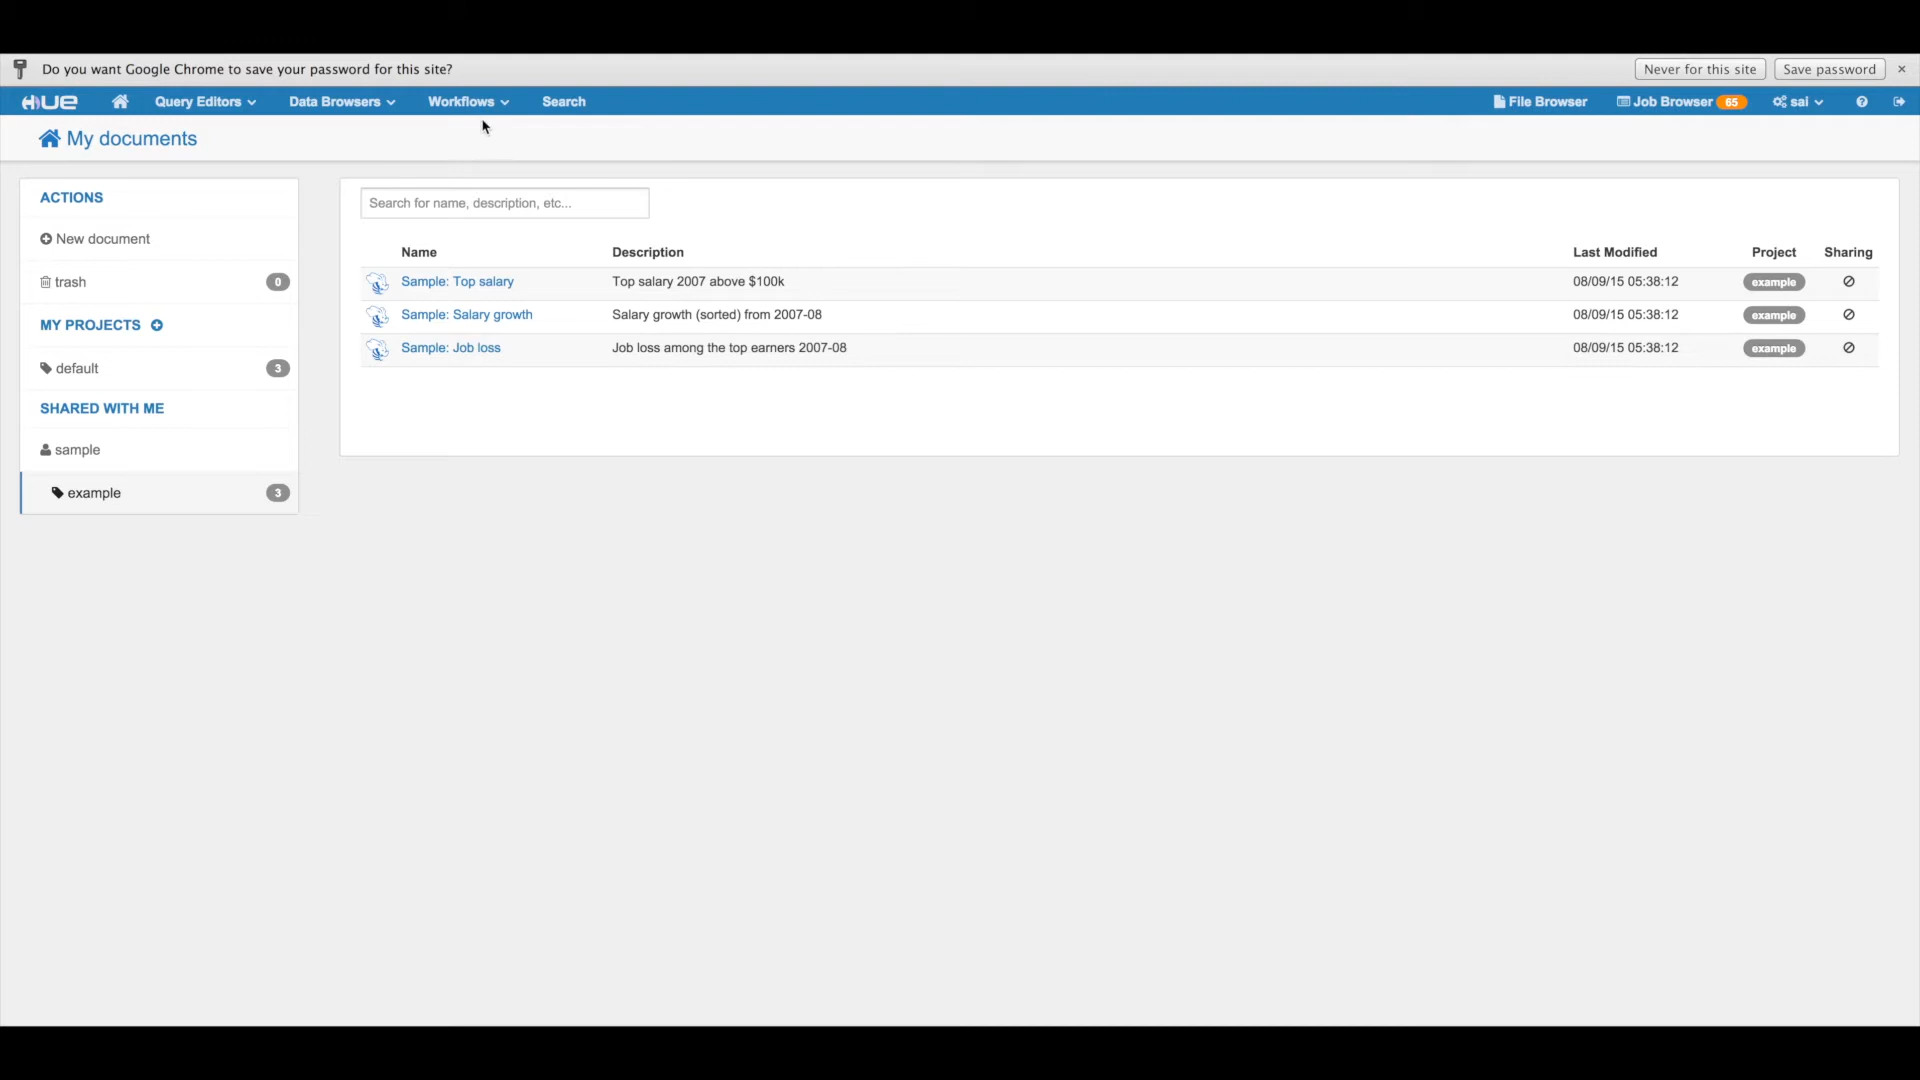 Do you want Google Chrome to save your password for this site? Never for this site Save password ×
HUE Query Editors Data Browsers Workflows Search File Browser Job Browser 65 sai
My documents
ACTIONS
New document
trash 0
MY PROJECTS
default 3
SHARED WITH ME
sample
example 3
Search for name, description, etc...
Name Description Last Modified Project Sharing
Sample: Top salary Top salary 2007 above $100k 08/09/15 05:38:12 example
Sample: Salary growth Salary growth (sorted) from 2007-08 08/09/15 05:38:12 example
Sample: Job loss Job loss among the top earners 2007-08 08/09/15 05:38:12 example